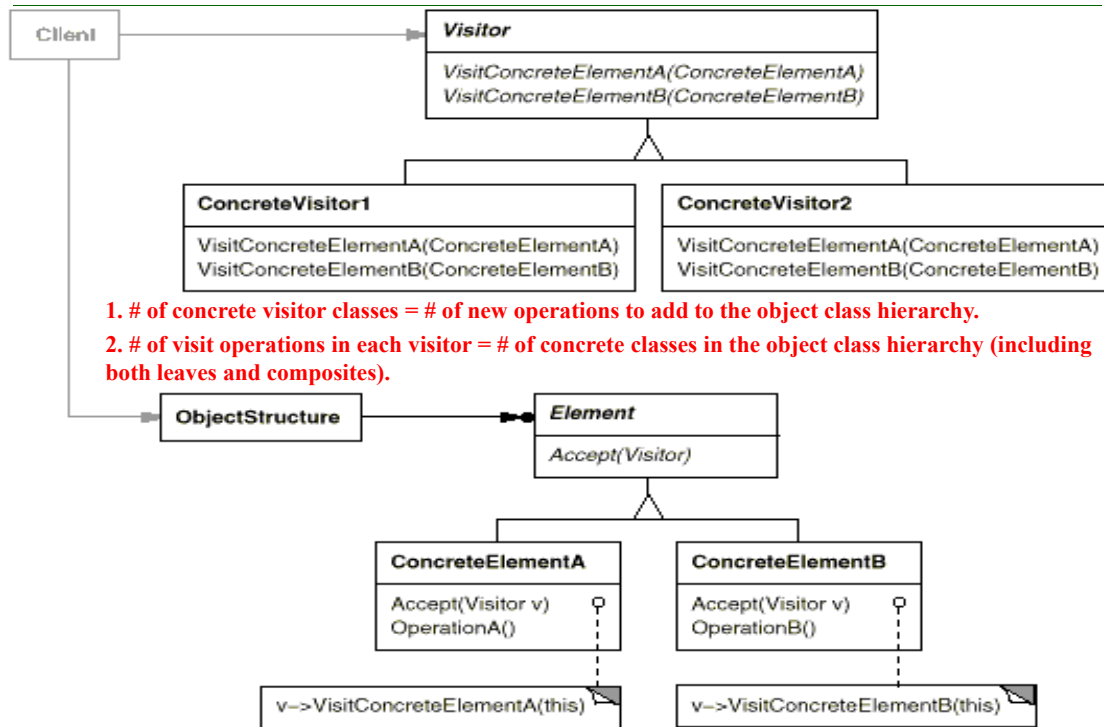 Client
Visitor
VisitConcreteElementA(ConcreteElementA)
VisitConcreteElementB(ConcreteElementB)
ConcreteVisitor1
VisitConcreteElementA(ConcreteElementA)
VisitConcreteElementB(ConcreteElementB)
ConcreteVisitor2
VisitConcreteElementA(ConcreteElementA)
VisitConcreteElementB(ConcreteElementB)
1. # of concrete visitor classes = # of new operations to add to the object class hierarchy.
2. # of visit operations in each visitor = # of concrete classes in the object class hierarchy (including
both leaves and composites).
ObjectStructure
Element
Accept(Visitor)
ConcreteElementA
Accept(Visitor v)
OperationA()
ConcreteElementB
Accept(Visitor v)
OperationB()
v–>VisitConcreteElementA(this)
v–>VisitConcreteElementB(this)